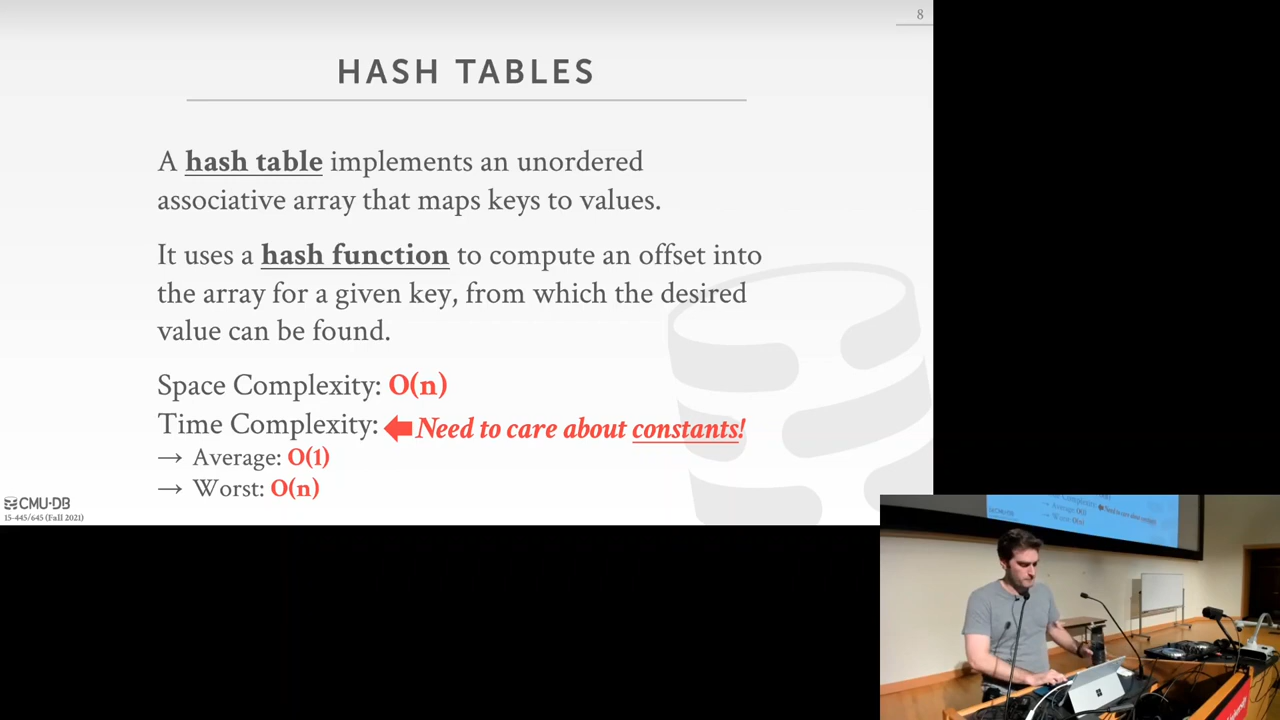 8
HASH TABLES
A hash table implements an unordered
associative array that maps keys to values.
It uses a hash function to compute an offset into
the array for a given key, from which the desired
value can be found.
Space Complexity: O(n)
Time Complexity: Need to care about constants!
→ Average: O(1)
→ Worst: O(n)
CMU·DB
15-445/645 (Fall 2021)